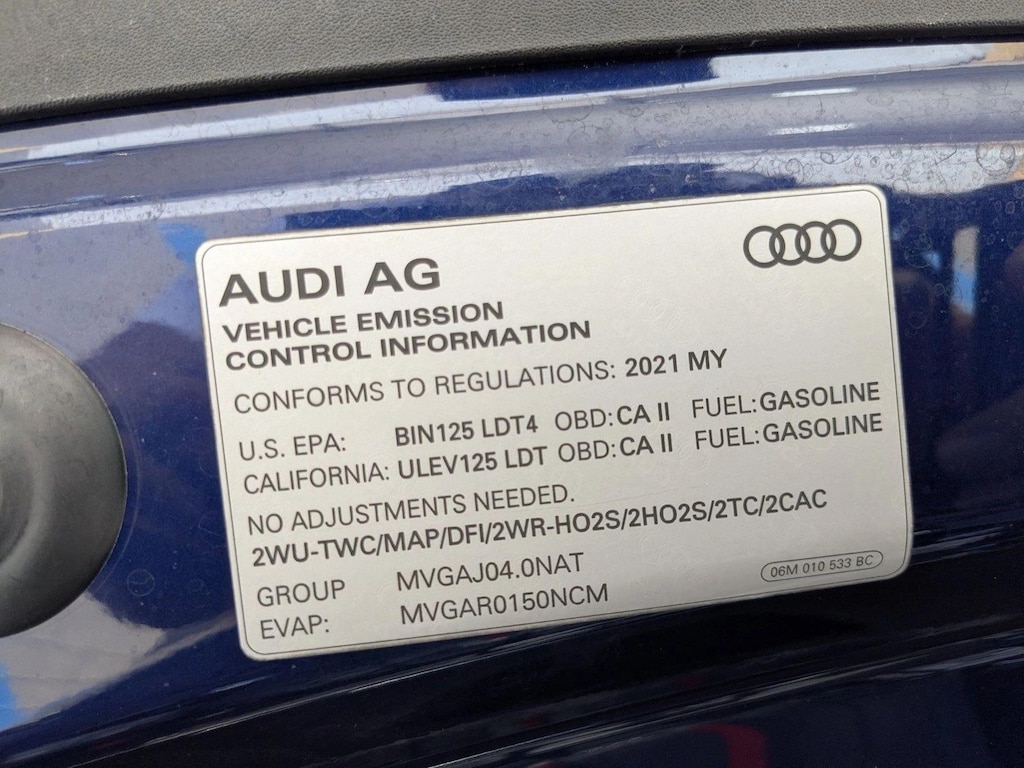 AUDI AG
VEHICLE EMISSION
CONTROL INFORMATION
CONFORMS TO REGULATIONS: 2021 MY
U.S. EPA: BIN125 LDT4 OBD: CA II FUEL: GASOLINE
CALIFORNIA: ULEV125 LDT OBD: CA II FUEL: GASOLINE
NO ADJUSTMENTS NEEDED.
2WU-TWC/MAP/DFI/2WR-HO2S/2HO2S/2TC/2CAC
GROUP MVGAJ04.0NAT
EVAP: MVGAR0150NCM
06M 010 533 BC